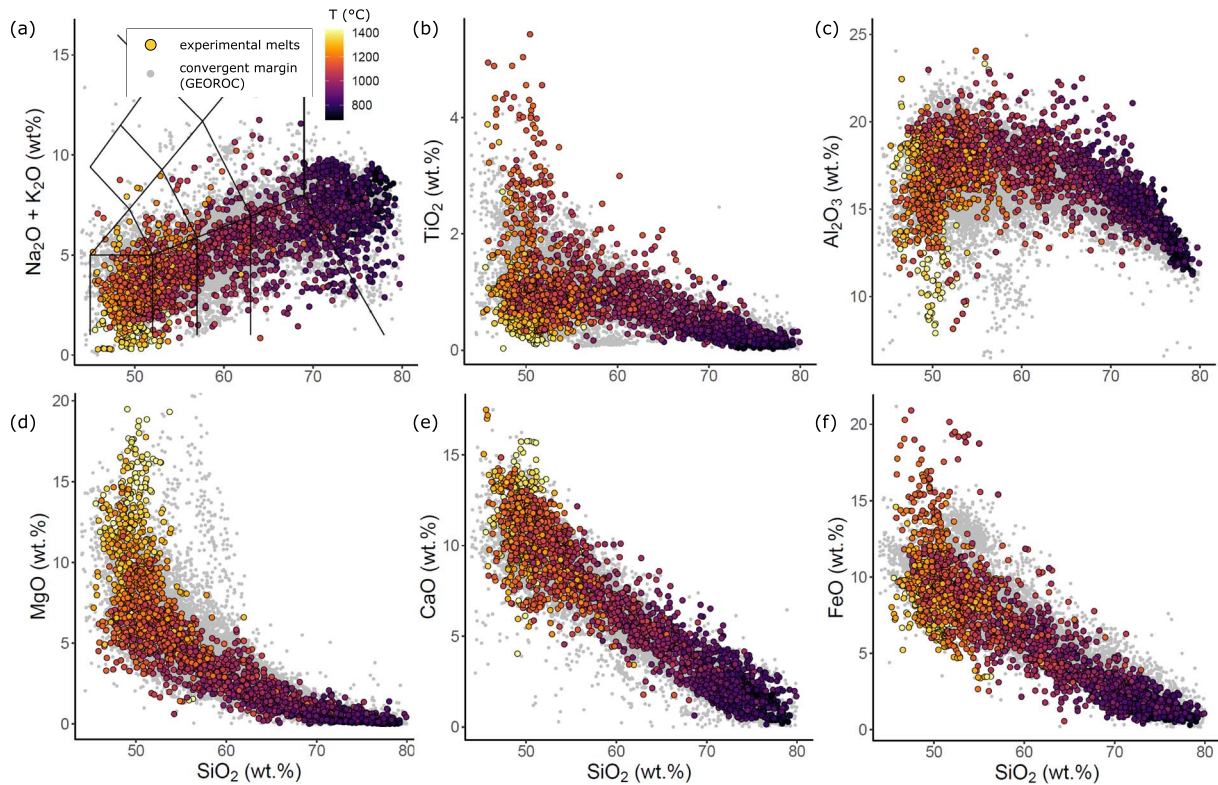 (a)
T (°C)
1400
1200
1000
800
experimental melts
convergent margin
(GEOROC)
Na₂O + K₂O (wt%)
15
10
5
0
50
60
70
80
(b)
TiO₂ (wt.%)
4
2
0
50
60
70
80
(c)
Al₂O₃ (wt.%)
25
20
15
10
50
60
70
80
(d)
MgO (wt.%)
20
15
10
5
0
50
60
70
80
SiO₂ (wt.%)
(e)
CaO (wt.%)
15
10
5
0
50
60
70
80
SiO₂ (wt.%)
(f)
FeO (wt.%)
20
15
10
5
0
50
60
70
80
SiO₂ (wt.%)